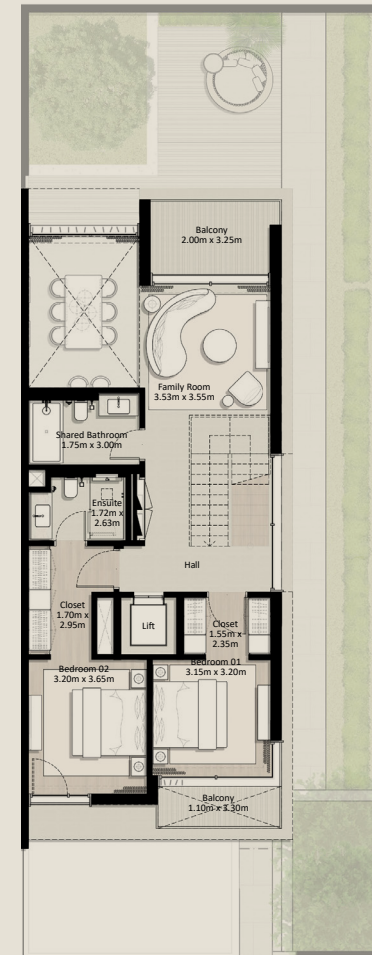 Balcony
2.00m x 3.25m
Family Room
3.53m x 3.55m
Shared Bathroom
1.75m x 3.00m
Ensuite
1.72m x
2.63m
Hall
Closet
1.70m x
2.95m
Lift
Closet
1.55m x
2.35m
Bedroom 02
3.20m x 3.65m
Bedroom 01
3.15m x 3.20m
Balcony
1.10m x 3.30m